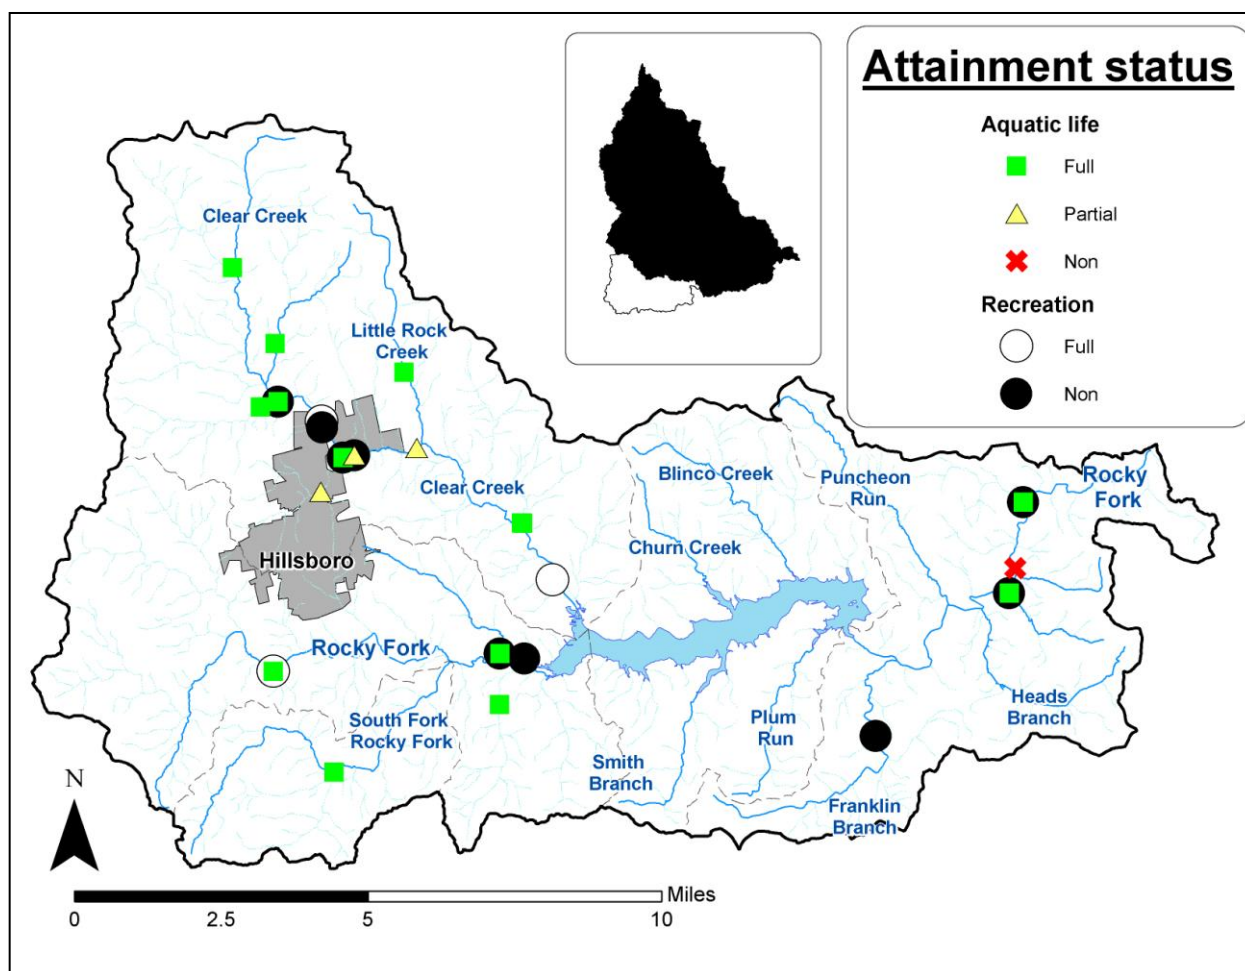 Attainment status
Aquatic life
Full
Partial
Non
Recreation
Full
Non
Clear Creek
Little Rock
Creek
Clear Creek
Blinco Creek
Puncheon
Run
Rocky
Fork
Churn Creek
Hillsboro
Rocky Fork
South Fork
Rocky Fork
Heads
Branch
Plum
Run
Smith
Branch
Franklin
Branch
N
Miles
0
2.5
5
10